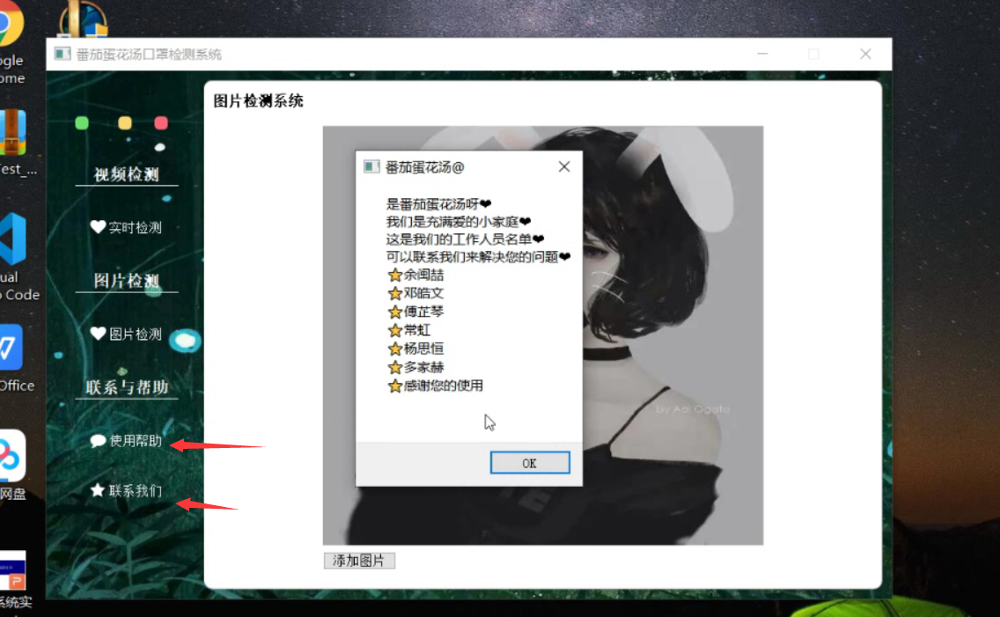 ogle
ome
Test_...
ual
Code
Office
网盘
系统实
番茄蛋花汤口罩检测系统
视频检测
实时检测
图片检测
图片检测
联系与帮助
使用帮助
联系我们
图片检测系统
番茄蛋花汤@
是番茄蛋花汤呀❤
我们是充满爱的小家庭❤
这是我们的工作人员名单❤
可以联系我们来解决您的问题❤
⭐余闽喆
⭐邓皓文
⭐傅芷琴
⭐常虹
⭐杨思恒
⭐多家赫
⭐感谢您的使用
OK
by Aoi Ogata
添加图片